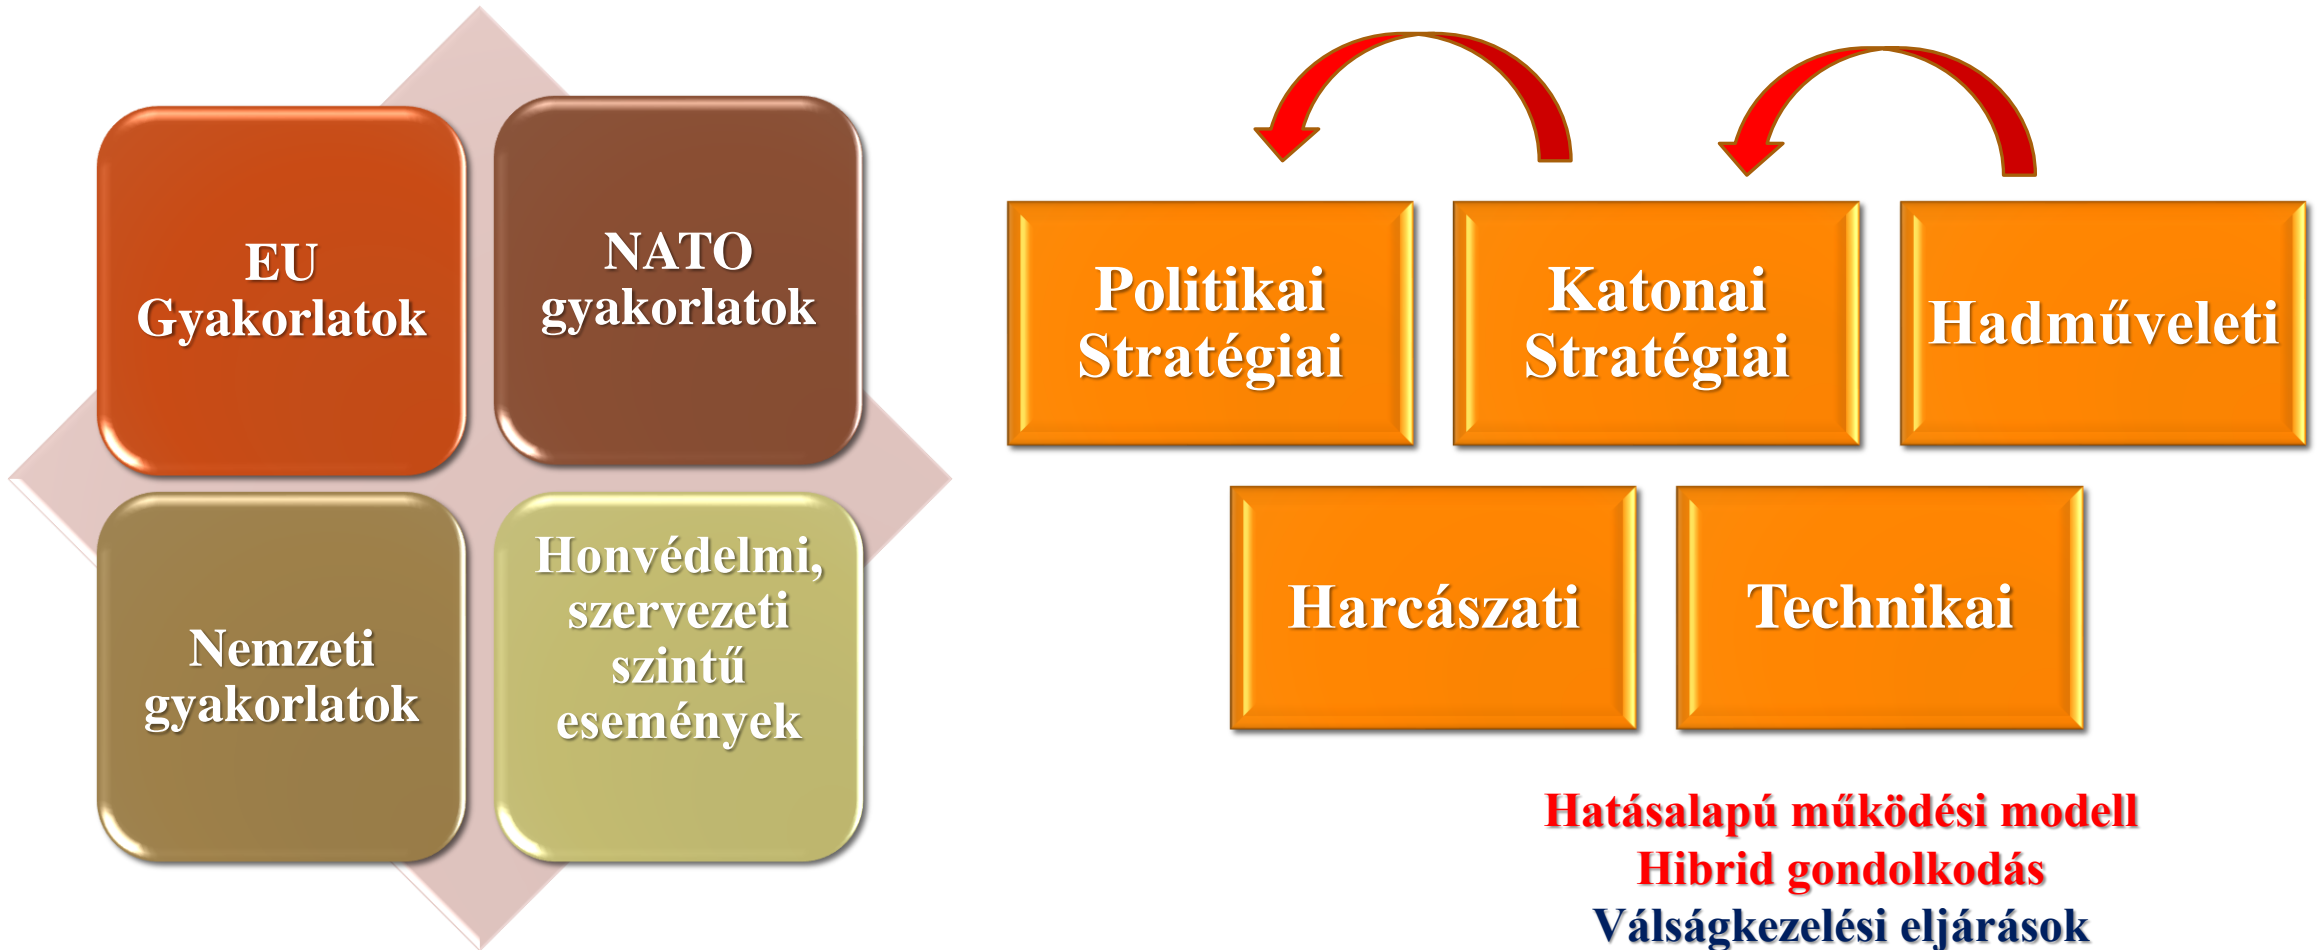 EU
Gyakorlatok
NATO
gyakorlatok
Nemzeti
gyakorlatok
Honvédelmi,
szervezeti
szintű
események
Politikai
Stratégiai
Katonai
Stratégiai
Hadműveleti
Harcászati
Technikai
Hatásalapú működési modell
Hibrid gondolkodás
Válságkezelési eljárások